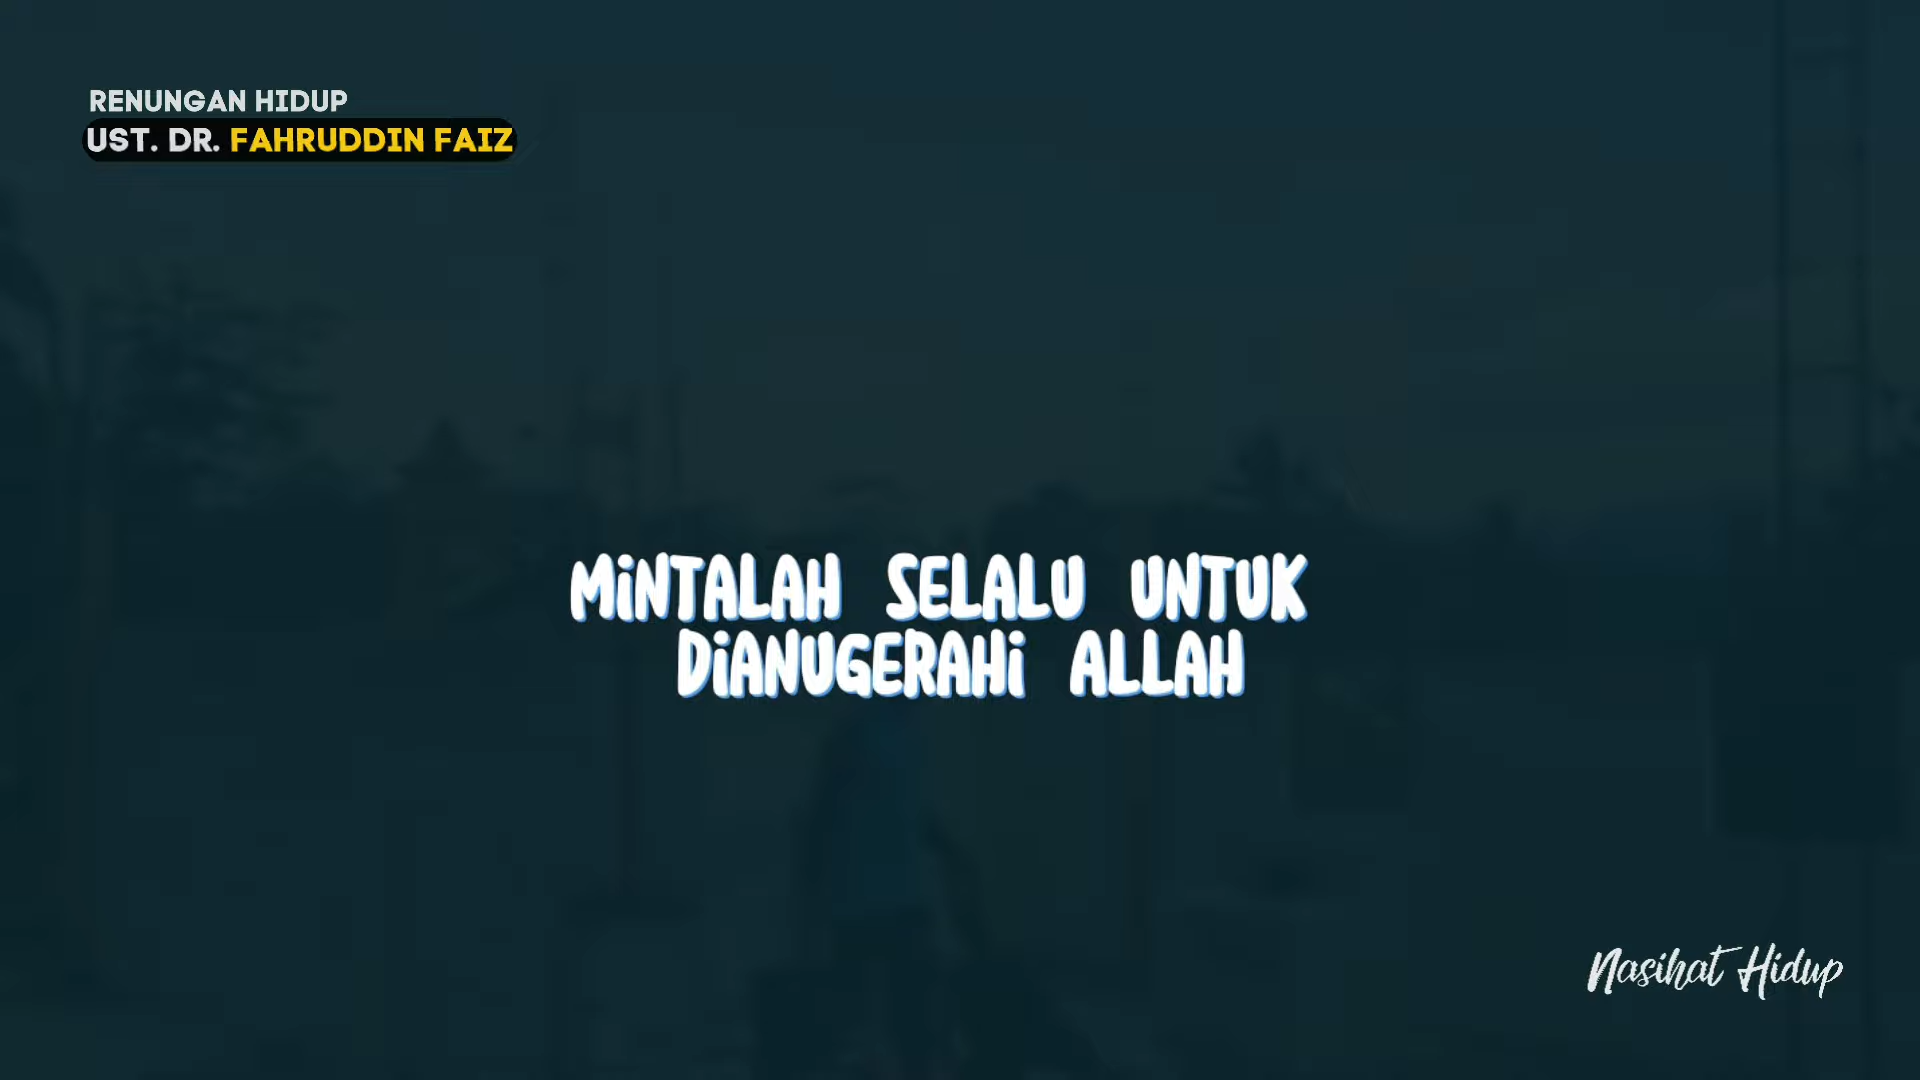 RENUNGAN HIDUP
UST. DR. FAHRUDDIN FAIZ
MINTALAH SELALU UNTUK
DIANUGERAHI ALLAH
Nasihat Hidup